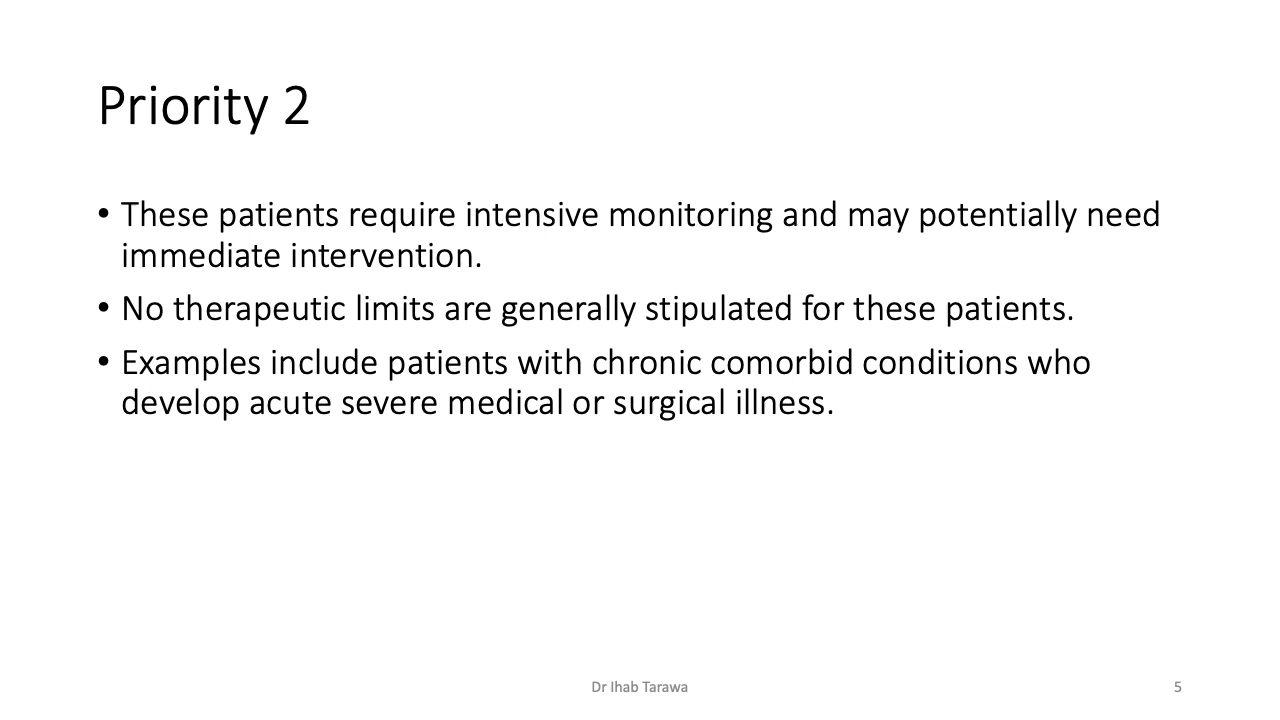 Priority 2
• These patients require intensive monitoring and may potentially need
immediate intervention.
• No therapeutic limits are generally stipulated for these patients.
• Examples include patients with chronic comorbid conditions who
develop acute severe medical or surgical illness.
Dr Ihab Tarawa
5